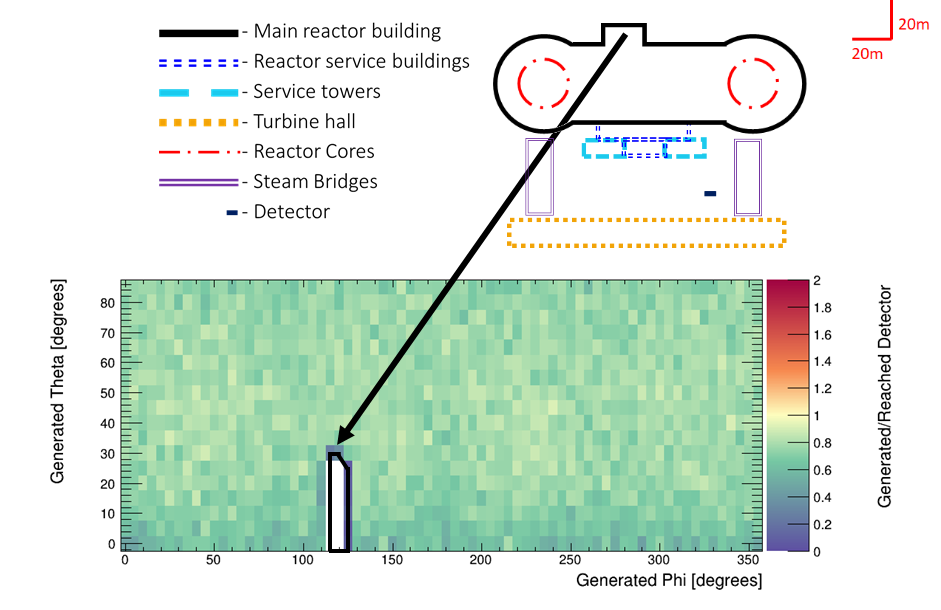 - Main reactor building
- Reactor service buildings
- Service towers
- Turbine hall
- Reactor Cores
- Steam Bridges
- Detector
20m
20m
Generated Theta [degrees]
80
70
60
50
40
30
20
10
0
0 50 100 150 200 250 300 350
Generated Phi [degrees]
2
1.8
1.6
1.4
1.2
1
0.8
0.6
0.4
0.2
0
Generated/Reached Detector